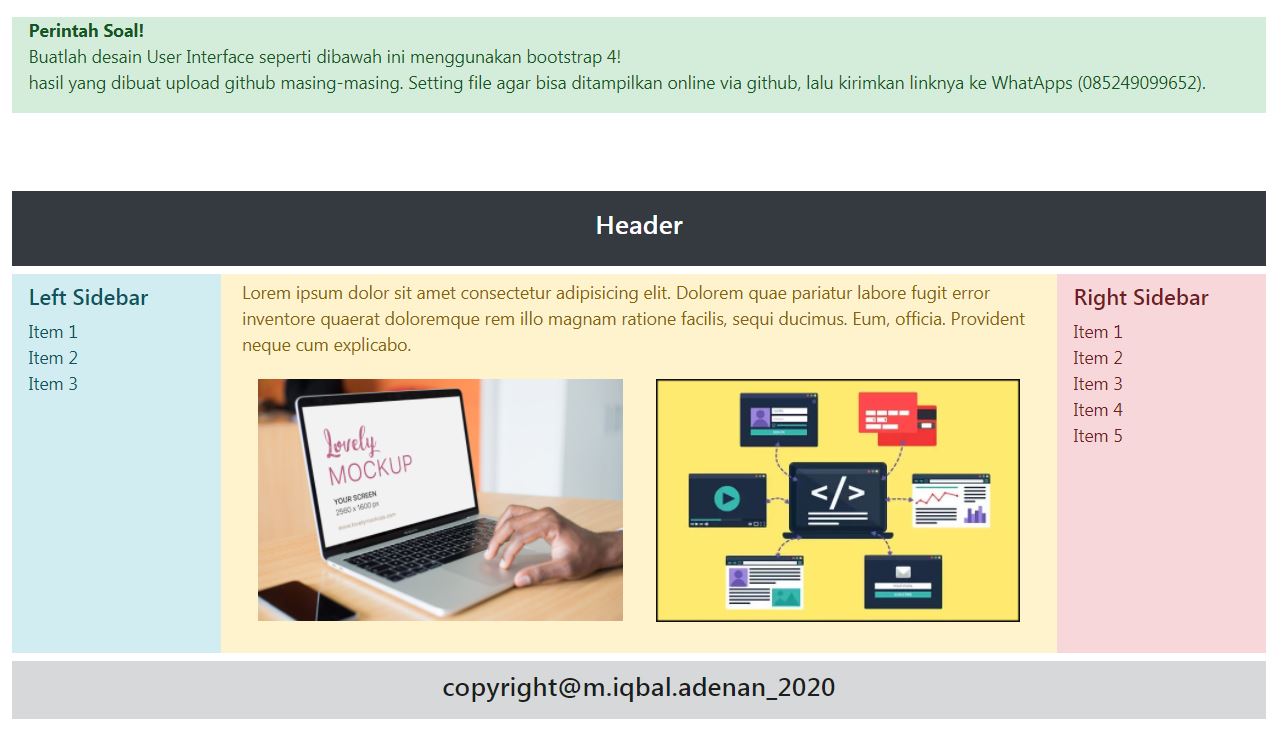 Perintah Soal!
Buatlah desain User Interface seperti dibawah ini menggunakan bootstrap 4!
hasil yang dibuat upload github masing-masing. Setting file agar bisa ditampilkan online via github, lalu kirimkan linknya ke WhatApps (085249099652).
Header
Left Sidebar
Item 1
Item 2
Item 3
Lorem ipsum dolor sit amet consectetur adipisicing elit. Dolorem quae pariatur labore fugit error
inventore quaerat doloremque rem illo magnam ratione facilis, sequi ducimus. Eum, officia. Provident
neque cum explicabo.
Lovely
MOCKUP
YOUR SCREEN
2560 x 1600 px
www.lovelymockups.com
</>
Right Sidebar
Item 1
Item 2
Item 3
Item 4
Item 5
copyright@m.iqbal.adenan_2020